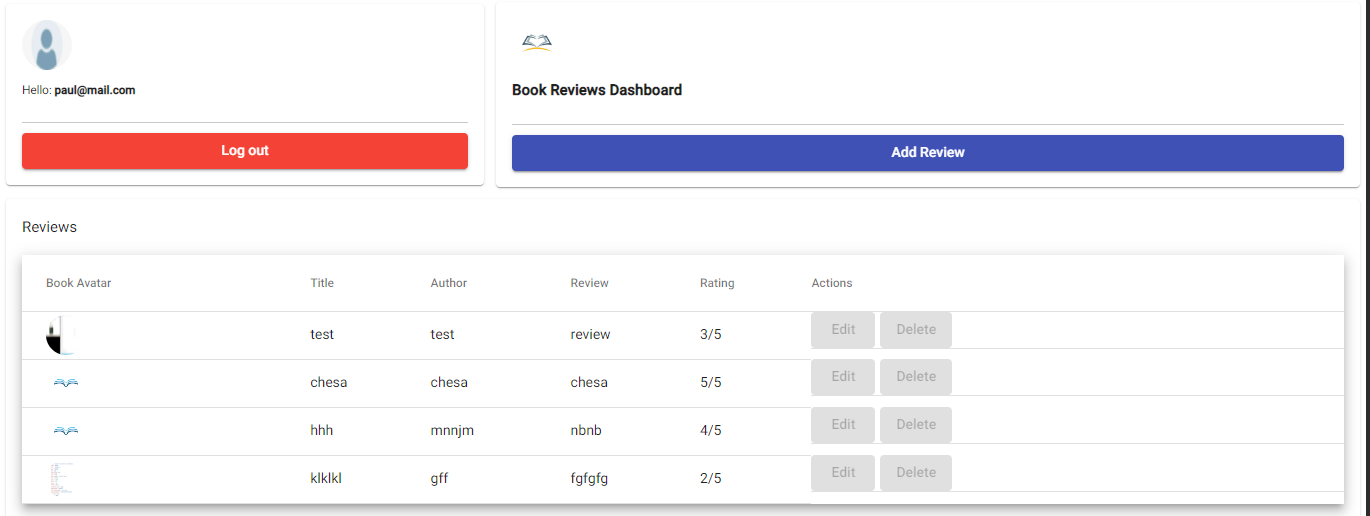 Hello: paul@mail.com
Log out
Book Reviews Dashboard
Add Review
Reviews
Book Avatar Title Author Review Rating Actions
test test review 3/5 Edit Delete
chesa chesa chesa 5/5 Edit Delete
hhh mnnjm nbnb 4/5 Edit Delete
klklkl gff fgfgfg 2/5 Edit Delete